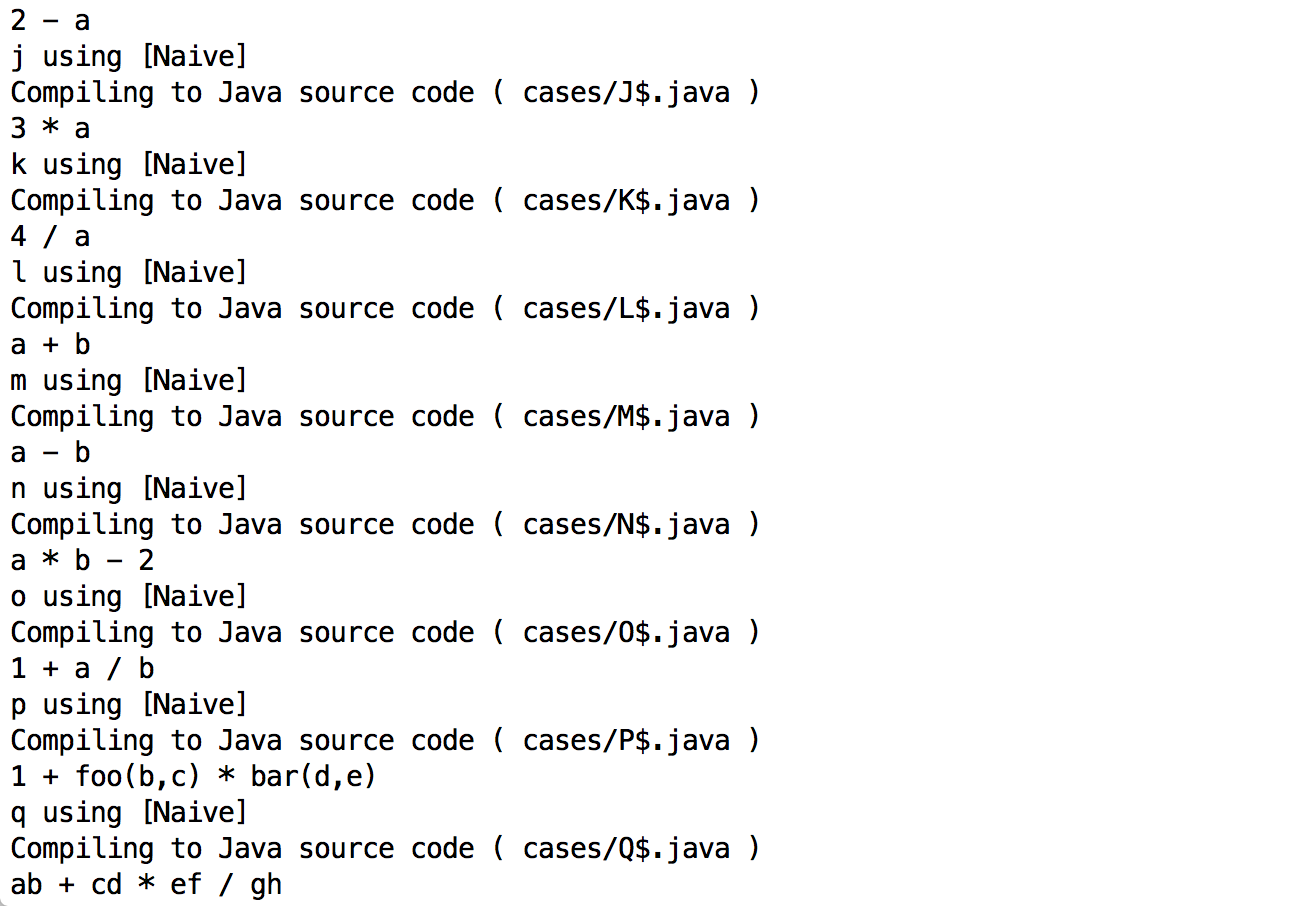 2 - a
j using [Naive]
Compiling to Java source code ( cases/J$.java )
3 * a
k using [Naive]
Compiling to Java source code ( cases/K$.java )
4 / a
l using [Naive]
Compiling to Java source code ( cases/L$.java )
a + b
m using [Naive]
Compiling to Java source code ( cases/M$.java )
a - b
n using [Naive]
Compiling to Java source code ( cases/N$.java )
a * b - 2
o using [Naive]
Compiling to Java source code ( cases/O$.java )
1 + a / b
p using [Naive]
Compiling to Java source code ( cases/P$.java )
1 + foo(b,c) * bar(d,e)
q using [Naive]
Compiling to Java source code ( cases/Q$.java )
ab + cd * ef / gh